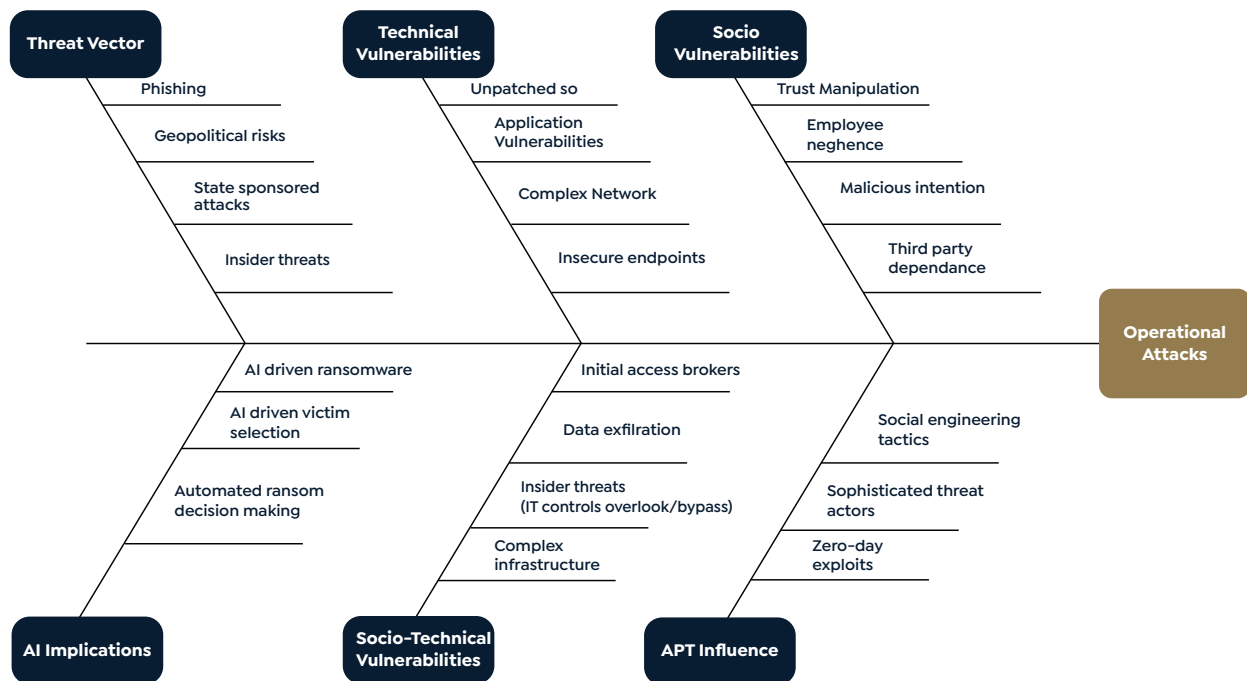 Threat Vector
Technical
Vulnerabilities
Socio
Vulnerabilities
Phishing
Geopolitical risks
State sponsored
attacks
Insider threats
Unpatched so
Application
Vulnerabilities
Complex Network
Insecure endpoints
Trust Manipulation
Employee
neghence
Malicious intention
Third party
dependance
Operational
Attacks
AI driven ransomware
AI driven victim
selection
Automated ransom
decision making
Initial access brokers
Data exfilration
Insider threats
(IT controls overlook/bypass)
Complex
infrastructure
Social engineering
tactics
Sophisticated threat
actors
Zero-day
exploits
AI Implications
Socio-Technical
Vulnerabilities
APT Influence